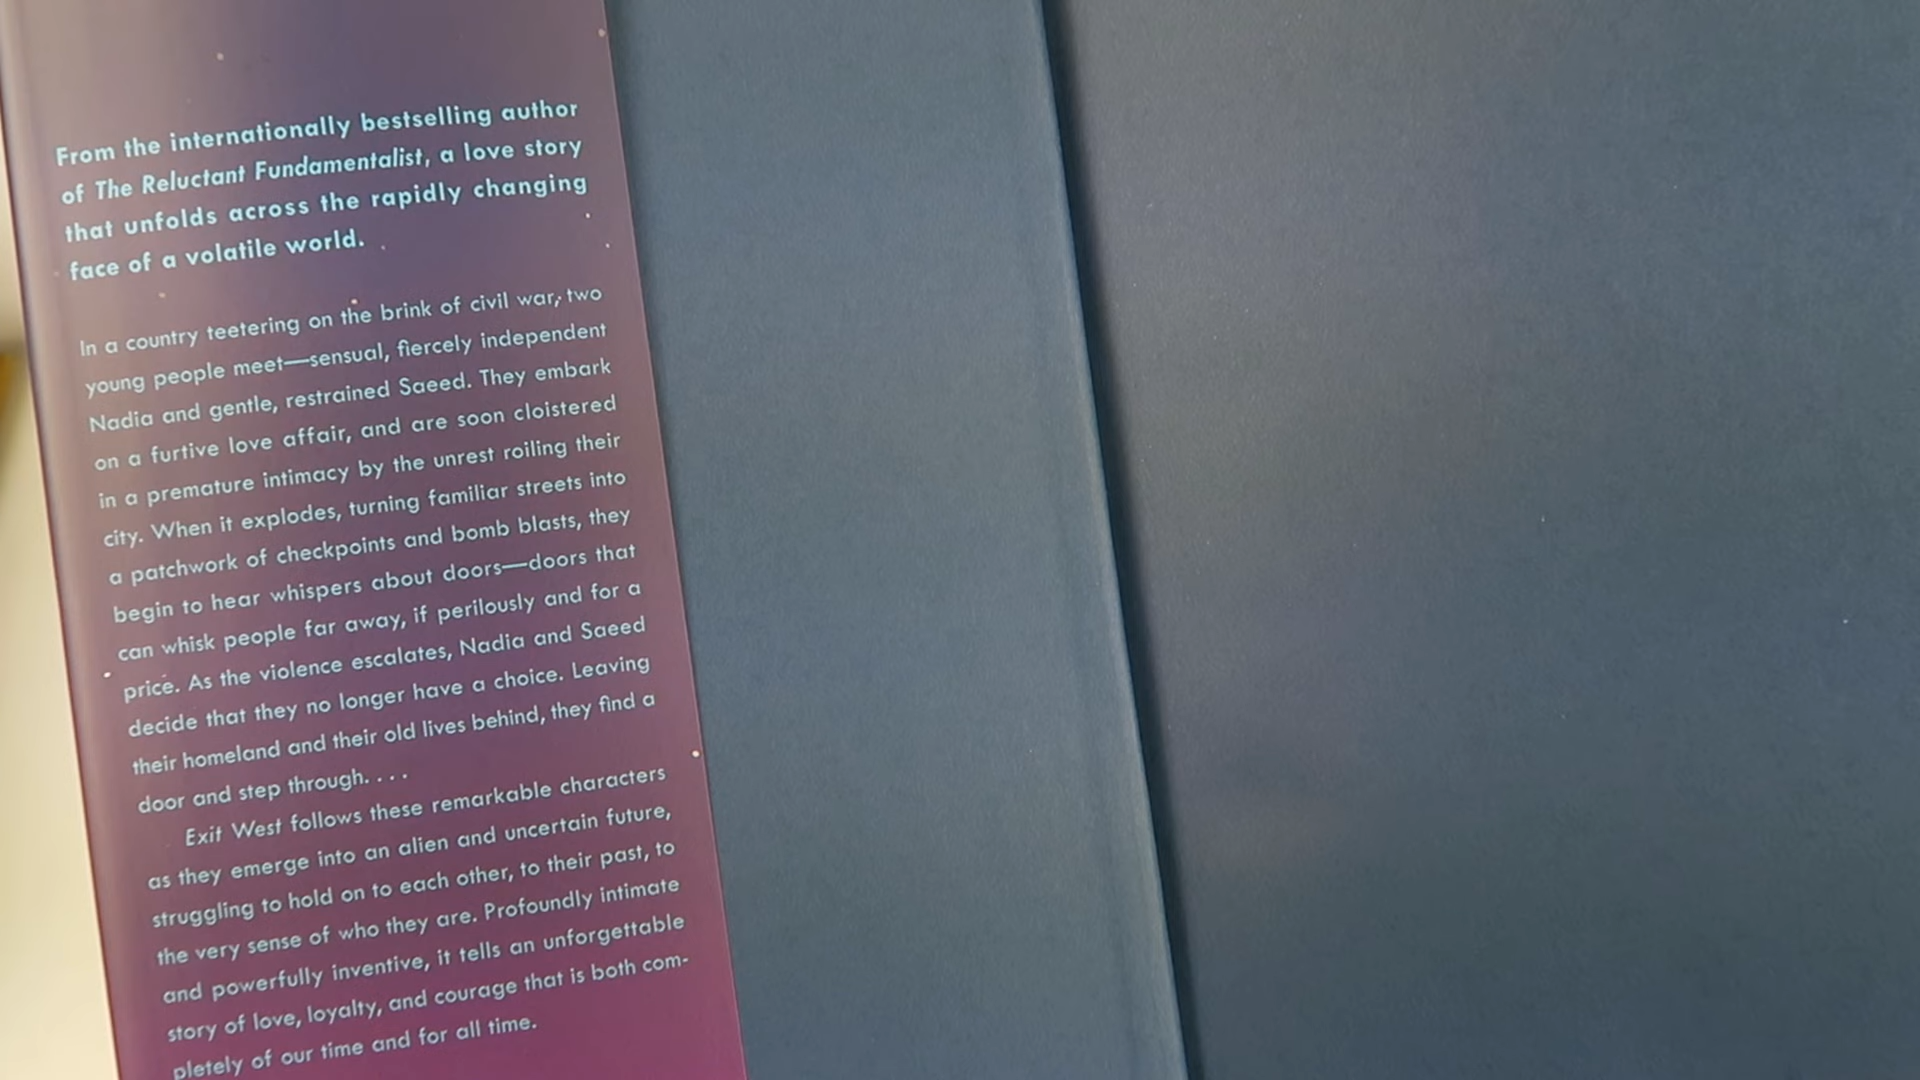 From the internationally bestselling author
of The Reluctant Fundamentalist, a love story
that unfolds across the rapidly changing
face of a volatile world.
In a country teetering on the brink of civil war, two
young people meet—sensual, fiercely independent
Nadia and gentle, restrained Saeed. They embark
on a furtive love affair, and are soon cloistered
in a premature intimacy by the unrest roiling their
city. When it explodes, turning familiar streets into
a patchwork of checkpoints and bomb blasts, they
begin to hear whispers about doors—doors that
can whisk people far away, if perilously and for a
price. As the violence escalates, Nadia and Saeed
decide that they no longer have a choice. Leaving
their homeland and their old lives behind, they find a
door and step through. . . .
Exit West follows these remarkable characters
as they emerge into an alien and uncertain future,
struggling to hold on to each other, to their past, to
the very sense of who they are. Profoundly intimate
and powerfully inventive, it tells an unforgettable
story of love, loyalty, and courage that is both com-
pletely of our time and for all time.